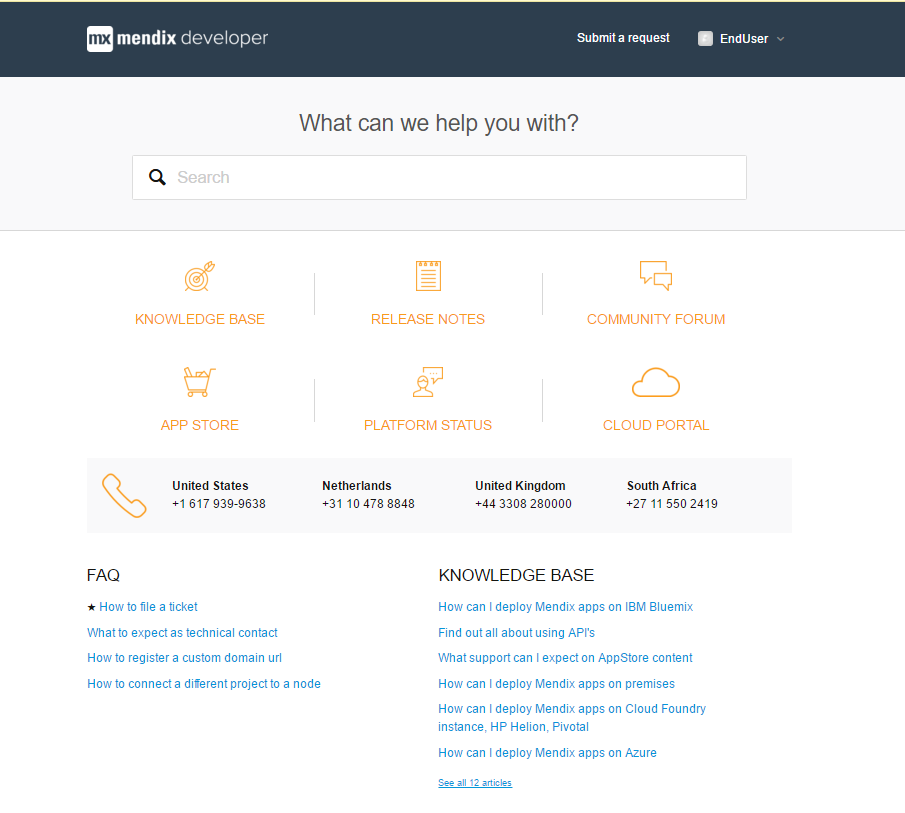 mx mendix developer
Submit a request
EndUser
What can we help you with?
Search
KNOWLEDGE BASE
RELEASE NOTES
COMMUNITY FORUM
APP STORE
PLATFORM STATUS
CLOUD PORTAL
United States
+1 617 939-9638
Netherlands
+31 10 478 8848
United Kingdom
+44 3308 280000
South Africa
+27 11 550 2419
FAQ
★ How to file a ticket
What to expect as technical contact
How to register a custom domain url
How to connect a different project to a node
KNOWLEDGE BASE
How can I deploy Mendix apps on IBM Bluemix
Find out all about using API's
What support can I expect on AppStore content
How can I deploy Mendix apps on premises
How can I deploy Mendix apps on Cloud Foundry
instance, HP Helion, Pivotal
How can I deploy Mendix apps on Azure
See all 12 articles